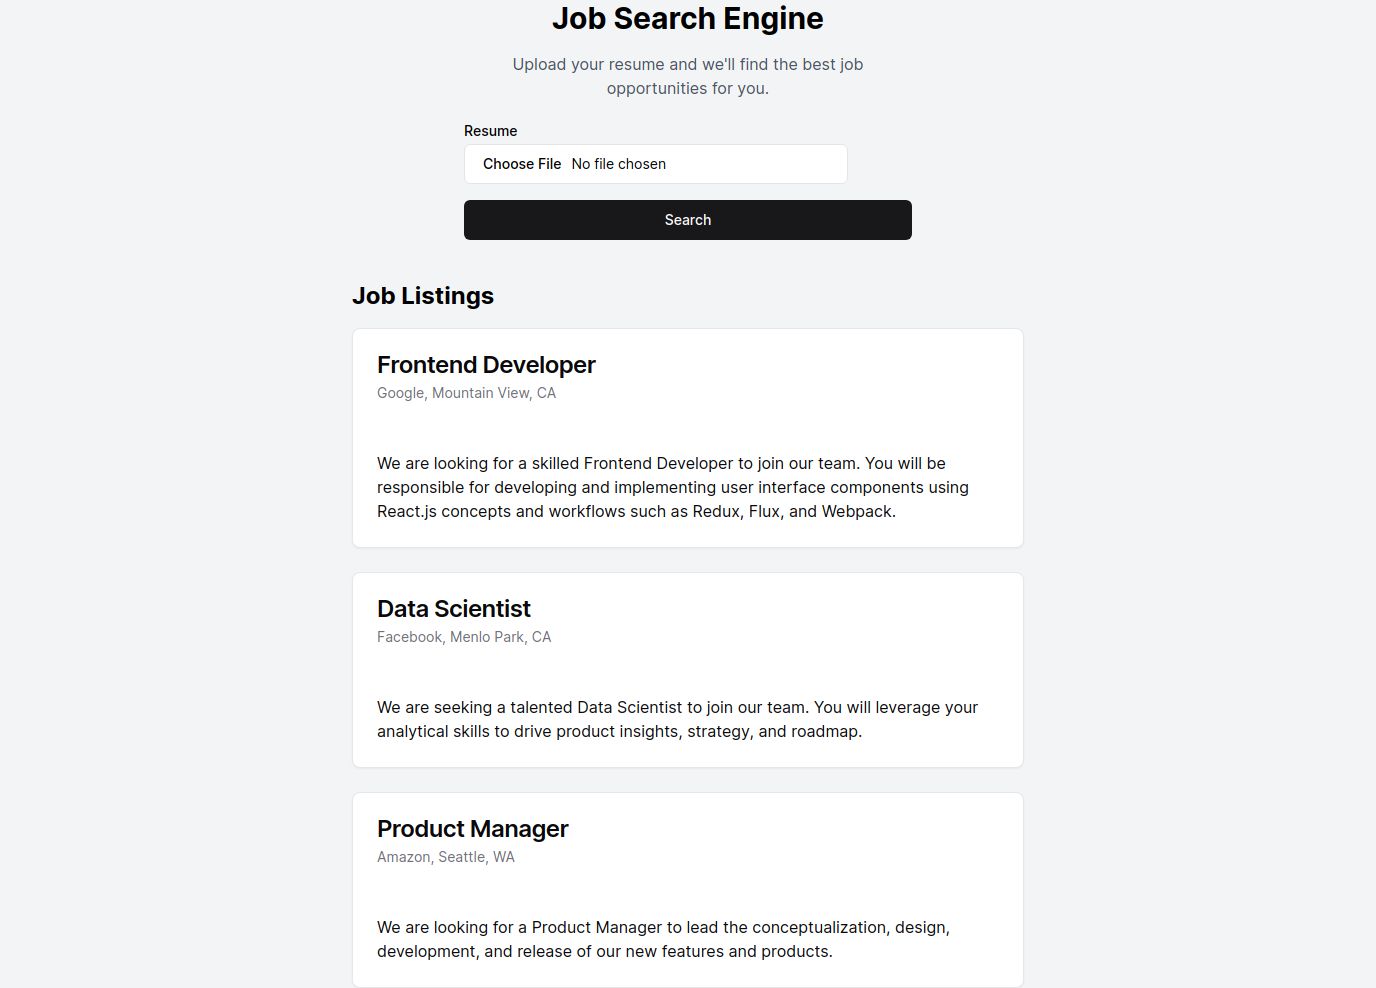 Job Search Engine
Upload your resume and we'll find the best job
opportunities for you.
Resume
Choose File No file chosen
Search
Job Listings
Frontend Developer
Google, Mountain View, CA
We are looking for a skilled Frontend Developer to join our team. You will be
responsible for developing and implementing user interface components using
React.js concepts and workflows such as Redux, Flux, and Webpack.
Data Scientist
Facebook, Menlo Park, CA
We are seeking a talented Data Scientist to join our team. You will leverage your
analytical skills to drive product insights, strategy, and roadmap.
Product Manager
Amazon, Seattle, WA
We are looking for a Product Manager to lead the conceptualization, design,
development, and release of our new features and products.